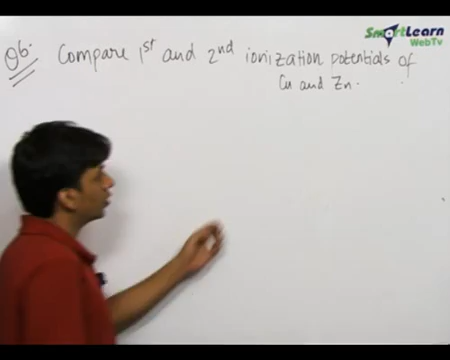 SmartLearn
WebTv
Q6. Compare 1st and 2nd ionization potentials of
Cu and Zn.